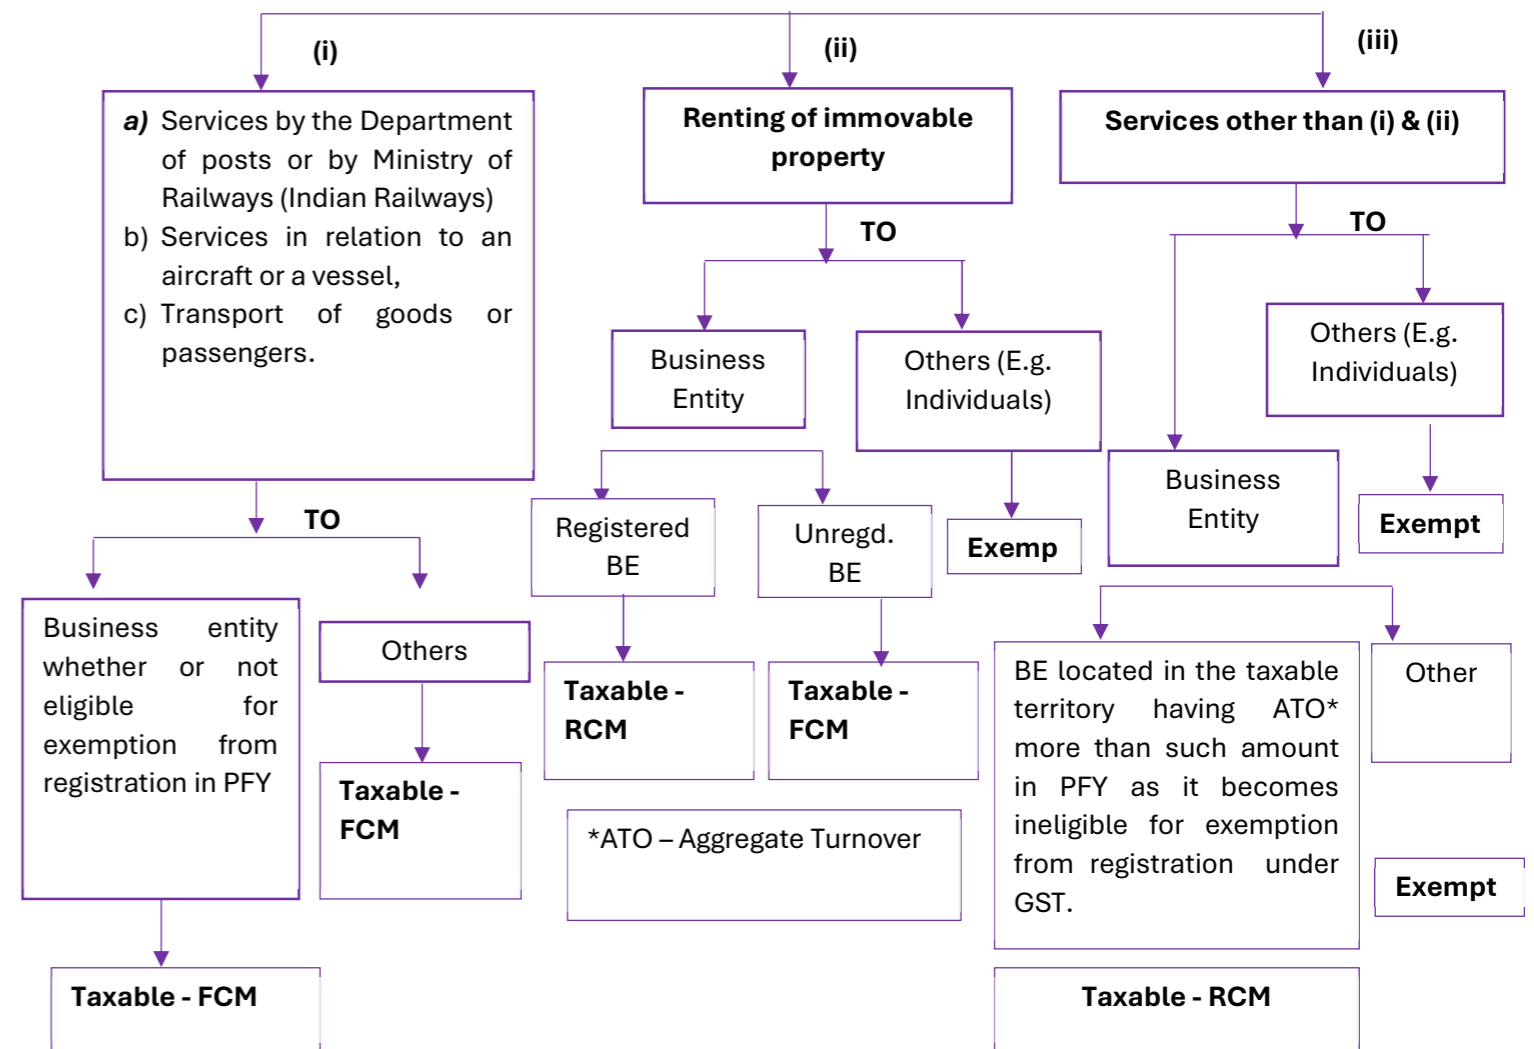 (i)
(ii)
(iii)
a) Services by the Department
of posts or by Ministry of
Railways (Indian Railways)
b) Services in relation to an
aircraft or a vessel,
c) Transport of goods or
passengers.
Renting of immovable
property
Services other than (i) & (ii)
TO
TO
Business
Entity
Others (E.g.
Individuals)
Others (E.g.
Individuals)
Business
Entity
Exempt
TO
Registered
BE
Unregd.
BE
Exemp
Business entity
whether or not
eligible for
exemption from
registration in PFY
Others
Taxable -
RCM
Taxable -
FCM
BE located in the taxable
territory having ATO*
more than such amount
in PFY as it becomes
ineligible for exemption
from registration under
GST.
Other
Taxable -
FCM
*ATO – Aggregate Turnover
Exempt
Taxable - FCM
Taxable - RCM